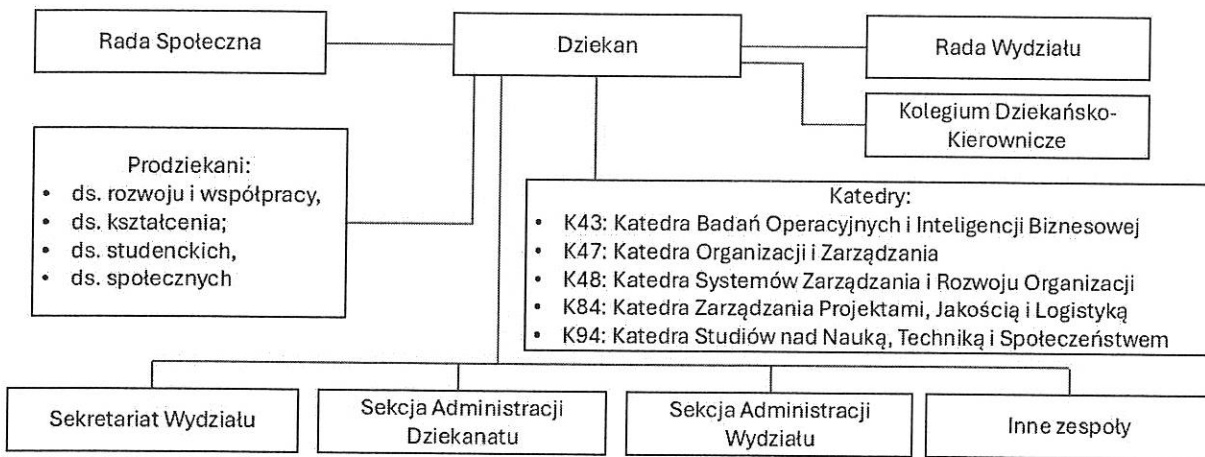 Rada Społeczna
Dziekan
Rada Wydziału
Kolegium Dziekańsko-
Kierownicze
Prodziekani:
• ds. rozwoju i współpracy,
• ds. kształcenia;
• ds. studenckich,
• ds. społecznych
Katedry:
• K43: Katedra Badań Operacyjnych i Inteligencji Biznesowej
• K47: Katedra Organizacji i Zarządzania
• K48: Katedra Systemów Zarządzania i Rozwoju Organizacji
• K84: Katedra Zarządzania Projektami, Jakością i Logistyką
• K94: Katedra Studiów nad Nauką, Techniką i Społeczeństwem
Sekretariat Wydziału
Sekcja Administracji
Dziekanatu
Sekcja Administracji
Wydziału
Inne zespoły